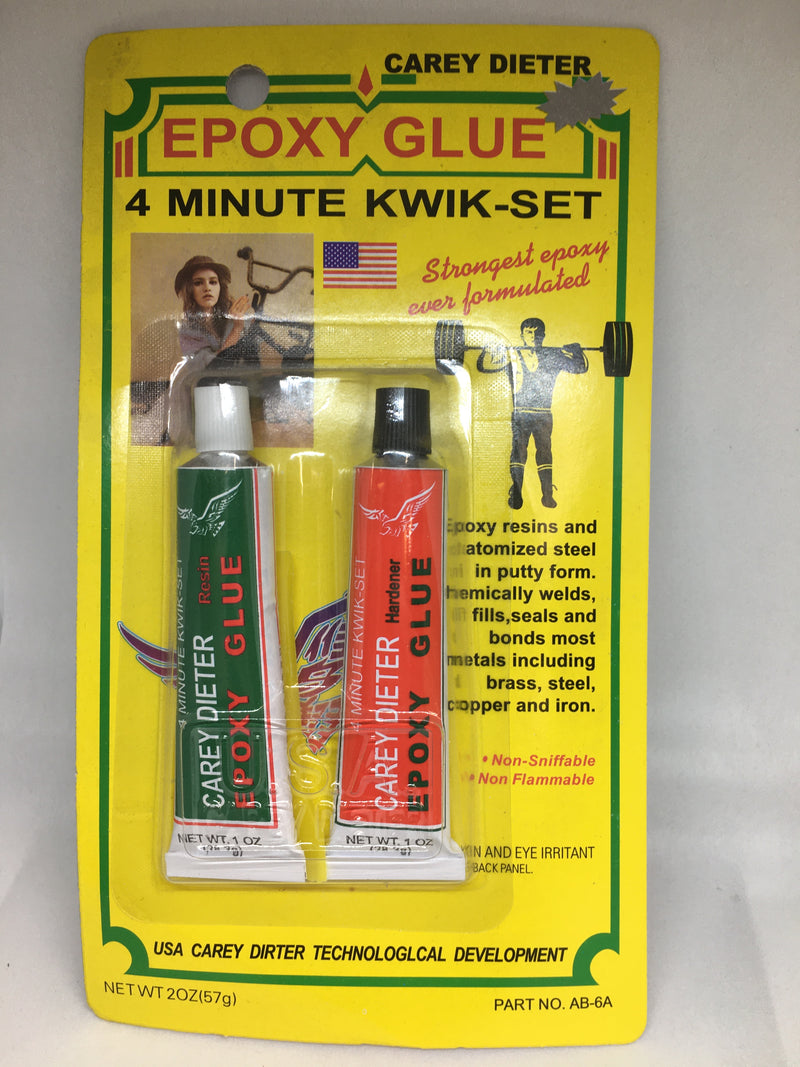 CAREY DIETER
EPOXY GLUE
4 MINUTE KWIK-SET
Strongest epoxy
ever formulated
Epoxy resins and
atomized steel
in putty form.
hemically welds,
fills,seals and
bonds most
metals including
brass, steel,
copper and iron.
• Non-Sniffable
• Non Flammable
IN AND EYE IRRITANT
BACK PANEL.
4 MINUTE KWIK-SET
Resin
CAREY DIETER
EPOXY GLUE
NET WT. 1 OZ
4 MINUTE KWIK-SET
Hardener
CAREY DIETER
EPOXY GLUE
NET WT. 1 OZ
USA CAREY DIRTER TECHNOLOGLCAL DEVELOPMENT
NET WT 2OZ(57g)
PART NO. AB-6A